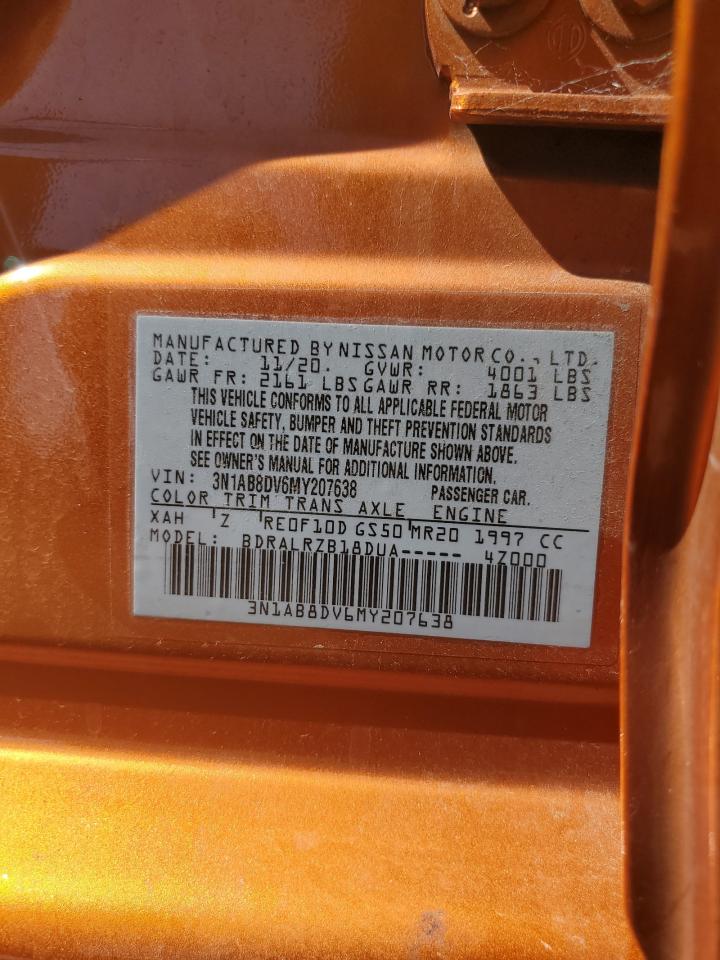 MANUFACTURED BY NISSAN MOTOR CO., LTD.
DATE: 11/20. GVWR: 4001 LBS
GAWR FR: 2161 LBS GAWR RR: 1863 LBS
THIS VEHICLE CONFORMS TO ALL APPLICABLE FEDERAL MOTOR
VEHICLE SAFETY, BUMPER AND THEFT PREVENTION STANDARDS
IN EFFECT ON THE DATE OF MANUFACTURE SHOWN ABOVE.
SEE OWNER'S MANUAL FOR ADDITIONAL INFORMATION.
VIN: 3N1AB8DV6MY207638 PASSENGER CAR.
COLOR TRIM TRANS AXLE ENGINE
XAH Z RE0F10D GS50 MR20 1997 CC
MODEL: BDRALRZB18DUA----- 4Z000
3N1AB8DV6MY207638